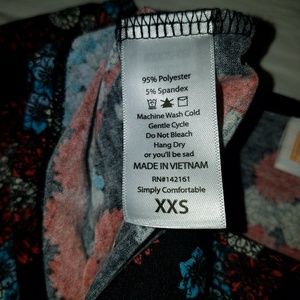 95% Polyester
5% Spandex
Machine Wash Cold
Gentle Cycle
Do Not Bleach
Hang Dry
or you'll be sad
MADE IN VIETNAM
RN#142161
Simply Comfortable
XXS